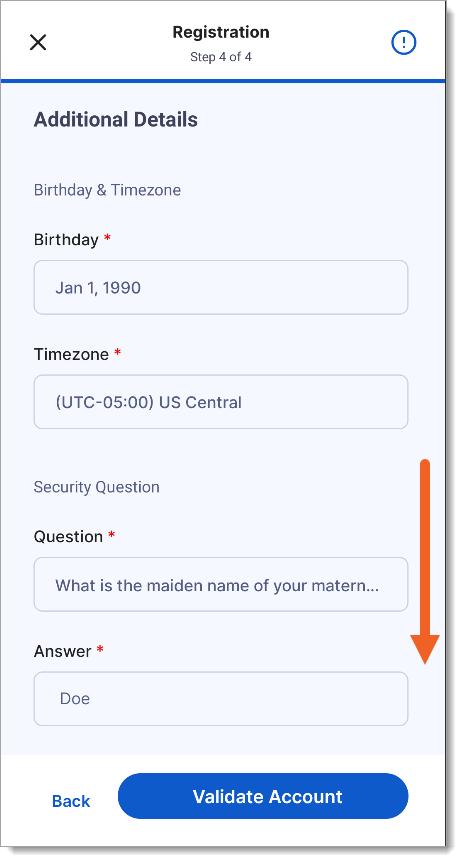 Registration
Step 4 of 4
Additional Details
Birthday & Timezone
Birthday *
Jan 1, 1990
Timezone *
(UTC-05:00) US Central
Security Question
Question *
What is the maiden name of your matern...
Answer *
Doe
Back
Validate Account